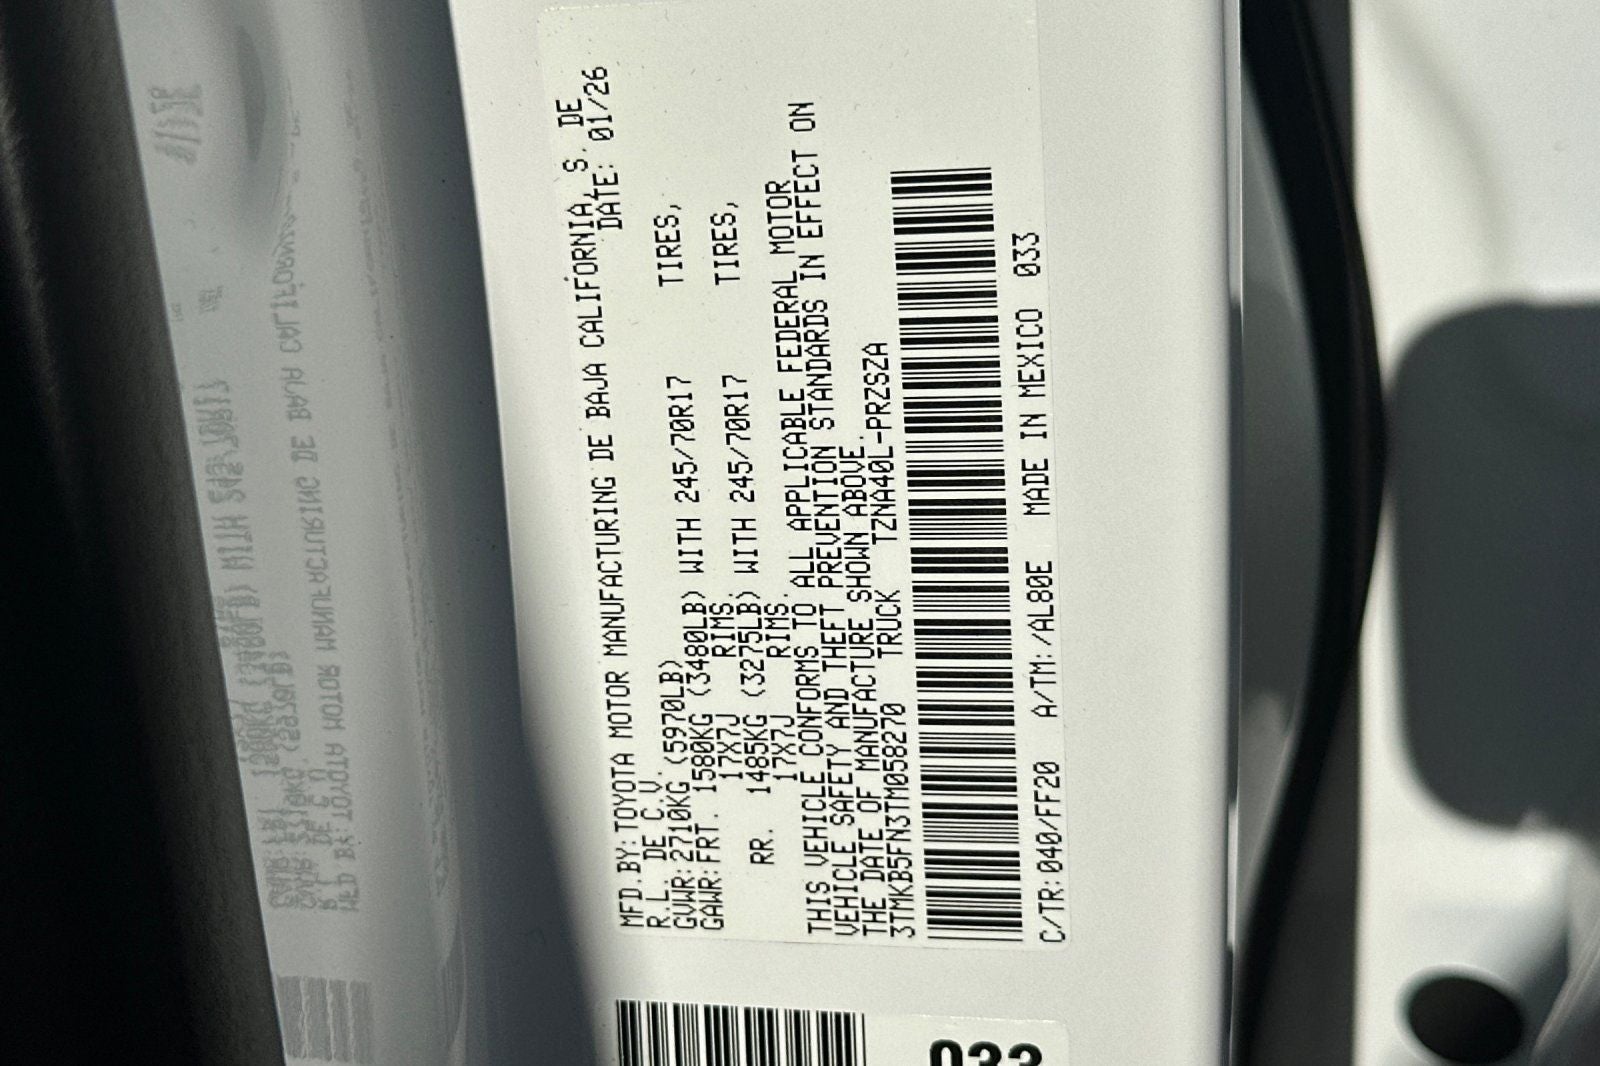 MFD.BY:TOYOTA MOTOR MANUFACTURING DE BAJA CALIFORNIA, S. DE
R.L. DE C.V. DATE: 01/26
GVWR:2710KG (5970LB)
GAWR:FRT. 1580KG (3480LB) WITH 245/70R17 TIRES,
17X7J RIMS.
RR. 1485KG (3275LB) WITH 245/70R17 TIRES,
17X7J RIMS.
THIS VEHICLE CONFORMS TO ALL APPLICABLE FEDERAL MOTOR
VEHICLE SAFETY AND THEFT PREVENTION STANDARDS IN EFFECT ON
THE DATE OF MANUFACTURE SHOWN ABOVE.
3TMKB5FN3TM058270 TRUCK TZNA40L-PRZSZA
C/TR:040/FF20 A/TM:/AL80E MADE IN MEXICO 033
033